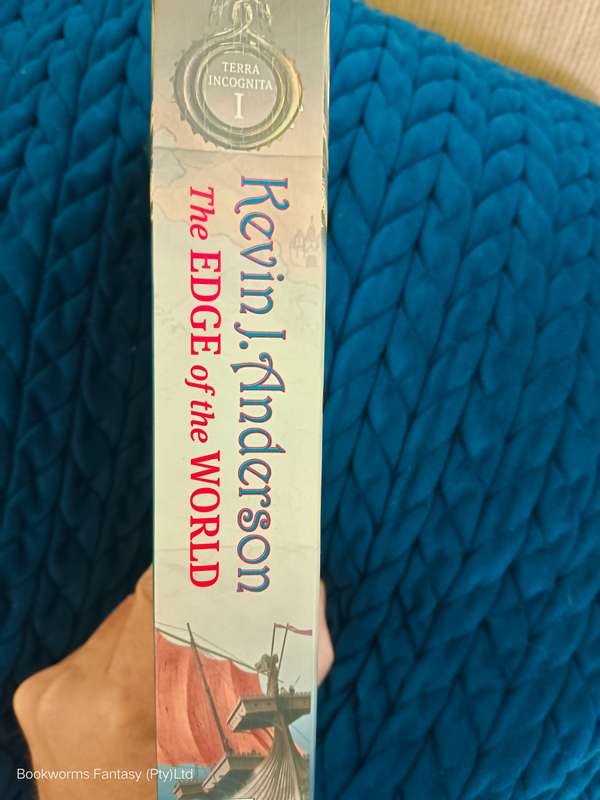 TERRA
INCOGNITA
I
Kevin J. Anderson
The EDGE of the WORLD
Bookworms Fantasy (Pty)Ltd